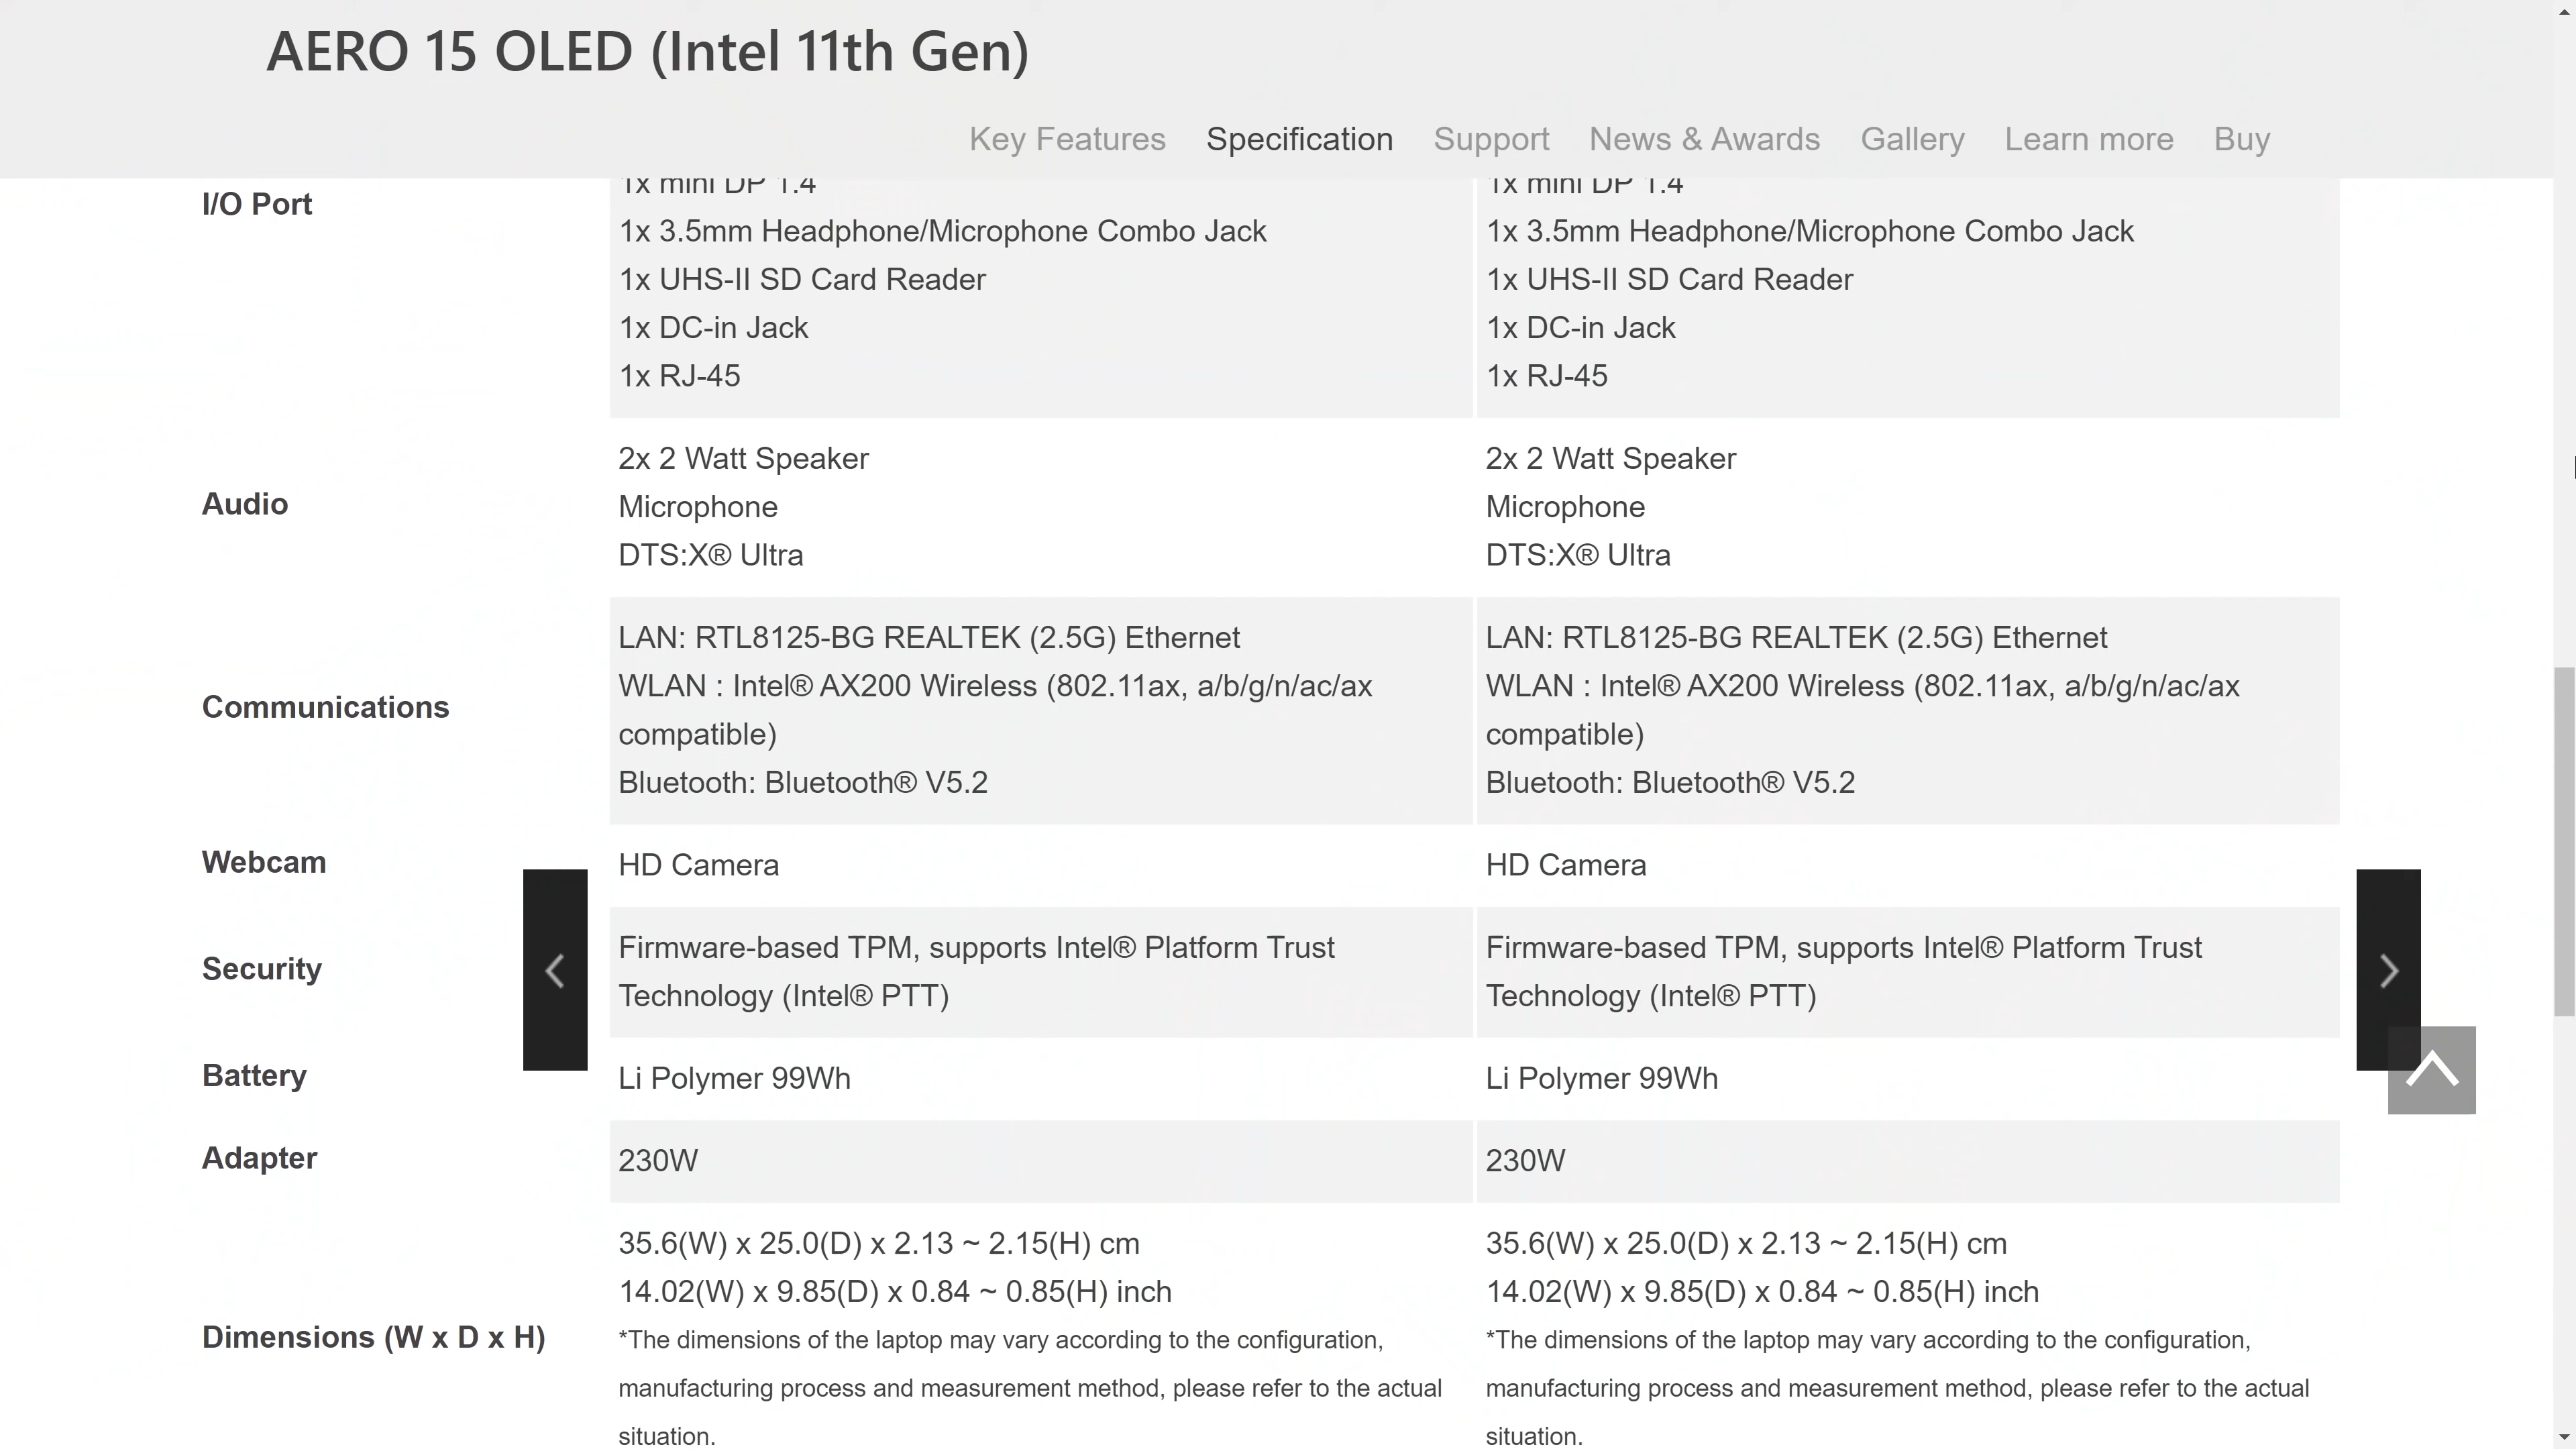 AERO 15 OLED (Intel 11th Gen)
Key Features Specification Support News & Awards Gallery Learn more Buy
I/O Port
1x mini DP 1.4
1x 3.5mm Headphone/Microphone Combo Jack
1x UHS-II SD Card Reader
1x DC-in Jack
1x RJ-45
1x mini DP 1.4
1x 3.5mm Headphone/Microphone Combo Jack
1x UHS-II SD Card Reader
1x DC-in Jack
1x RJ-45
Audio
2x 2 Watt Speaker
Microphone
DTS:X® Ultra
2x 2 Watt Speaker
Microphone
DTS:X® Ultra
Communications
LAN: RTL8125-BG REALTEK (2.5G) Ethernet
WLAN : Intel® AX200 Wireless (802.11ax, a/b/g/n/ac/ax
compatible)
Bluetooth: Bluetooth® V5.2
LAN: RTL8125-BG REALTEK (2.5G) Ethernet
WLAN : Intel® AX200 Wireless (802.11ax, a/b/g/n/ac/ax
compatible)
Bluetooth: Bluetooth® V5.2
Webcam
HD Camera
HD Camera
Security
Firmware-based TPM, supports Intel® Platform Trust
Technology (Intel® PTT)
Firmware-based TPM, supports Intel® Platform Trust
Technology (Intel® PTT)
Battery
Li Polymer 99Wh
Li Polymer 99Wh
Adapter
230W
230W
Dimensions (W x D x H)
35.6(W) x 25.0(D) x 2.13 ~ 2.15(H) cm
14.02(W) x 9.85(D) x 0.84 ~ 0.85(H) inch
*The dimensions of the laptop may vary according to the configuration,
manufacturing process and measurement method, please refer to the actual
situation.
35.6(W) x 25.0(D) x 2.13 ~ 2.15(H) cm
14.02(W) x 9.85(D) x 0.84 ~ 0.85(H) inch
*The dimensions of the laptop may vary according to the configuration,
manufacturing process and measurement method, please refer to the actual
situation.